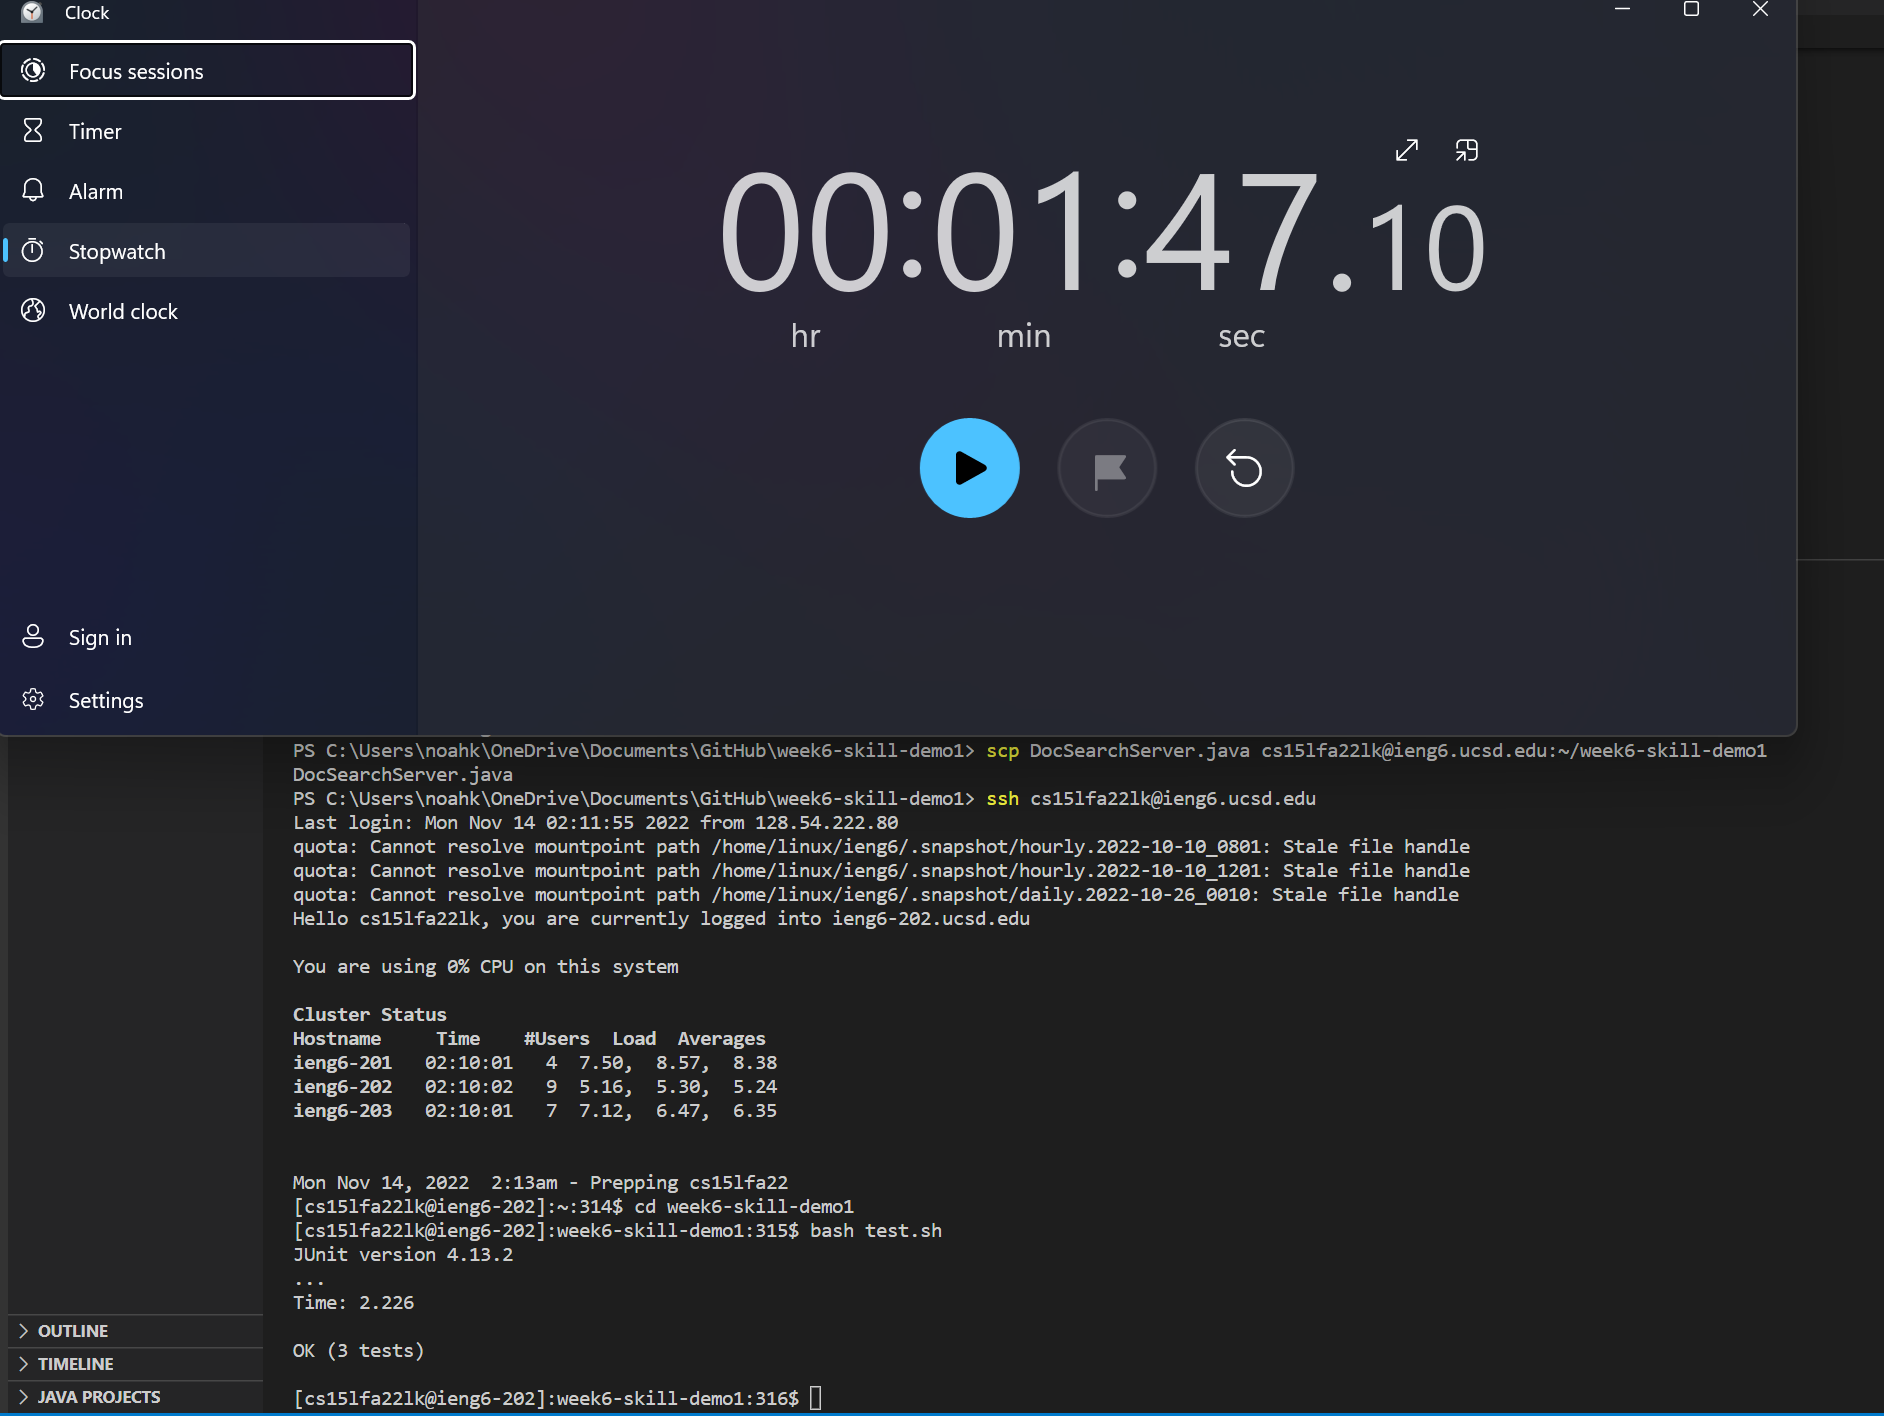 Clock
Focus sessions
Timer
Alarm
Stopwatch
World clock
00:01:47.10
hr min sec
Sign in
Settings
PS C:\Users\noahk\OneDrive\Documents\GitHub\week6-skill-demo1> scp DocSearchServer.java cs15lfa22lk@ieng6.ucsd.edu:~/week6-skill-demo1
DocSearchServer.java
PS C:\Users\noahk\OneDrive\Documents\GitHub\week6-skill-demo1> ssh cs15lfa22lk@ieng6.ucsd.edu
Last login: Mon Nov 14 02:11:55 2022 from 128.54.222.80
quota: Cannot resolve mountpoint path /home/linux/ieng6/.snapshot/hourly.2022-10-10_0801: Stale file handle
quota: Cannot resolve mountpoint path /home/linux/ieng6/.snapshot/hourly.2022-10-10_1201: Stale file handle
quota: Cannot resolve mountpoint path /home/linux/ieng6/.snapshot/daily.2022-10-26_0010: Stale file handle
Hello cs15lfa22lk, you are currently logged into ieng6-202.ucsd.edu
You are using 0% CPU on this system
Cluster Status
Hostname     Time    #Users  Load  Averages
ieng6-201   02:10:01   4  7.50,  8.57,  8.38
ieng6-202   02:10:02   9  5.16,  5.30,  5.24
ieng6-203   02:10:01   7  7.12,  6.47,  6.35
Mon Nov 14, 2022  2:13am - Prepping cs15lfa22
[cs15lfa22lk@ieng6-202]:~:314$ cd week6-skill-demo1
[cs15lfa22lk@ieng6-202]:week6-skill-demo1:315$ bash test.sh
JUnit version 4.13.2
...
Time: 2.226
OK (3 tests)
[cs15lfa22lk@ieng6-202]:week6-skill-demo1:316$
OUTLINE
TIMELINE
JAVA PROJECTS